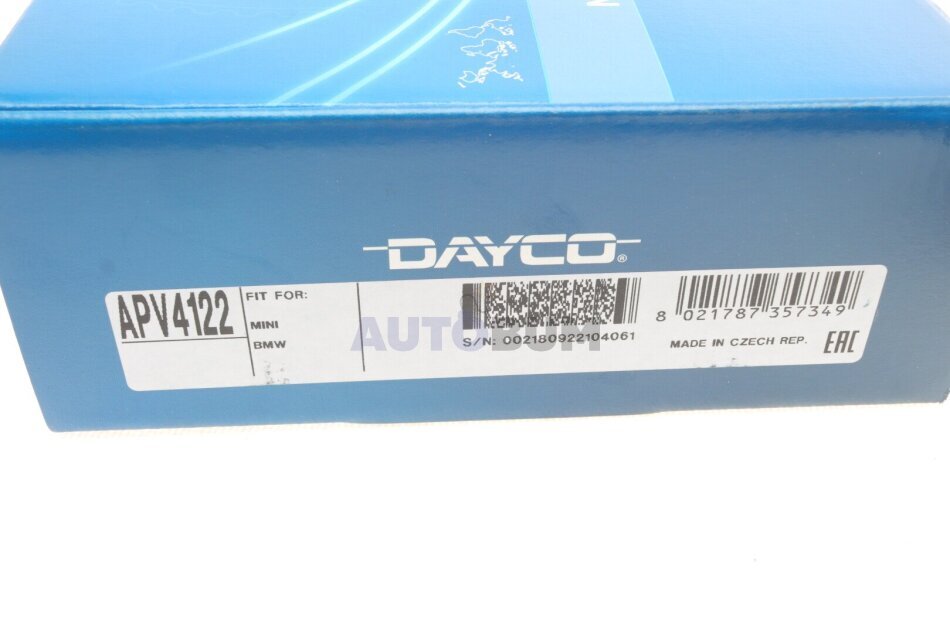 DAYCO®
APV4122
FIT FOR:
MINI
BMW
S/N: 002180922104061
8 021787 357349
MADE IN CZECH REP.
EAC
AUTOBUM